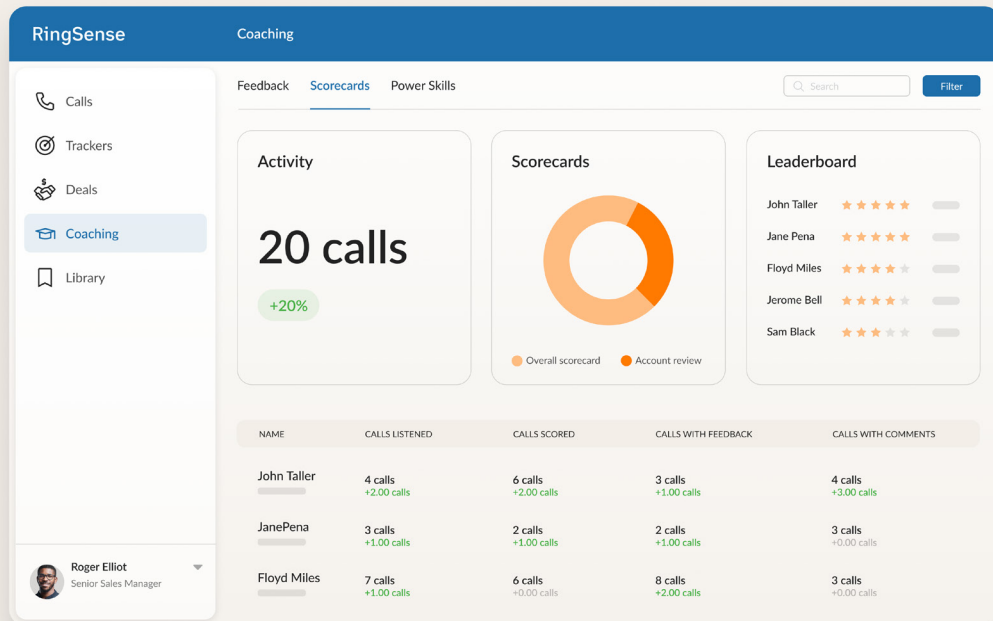 RingSense
Coaching
Calls
Trackers
Deals
Coaching
Library
Roger Elliot
Senior Sales Manager
Feedback Scorecards Power Skills
Search
Filter
Activity
20 calls
+20%
Scorecards
Overall scorecard Account review
Leaderboard
John Taller
Jane Pena
Floyd Miles
Jerome Bell
Sam Black
NAME CALLS LISTENED CALLS SCORED CALLS WITH FEEDBACK CALLS WITH COMMENTS
John Taller 4 calls 6 calls 3 calls 4 calls
+2.00 calls +2.00 calls +1.00 calls +3.00 calls
JanePena 3 calls 2 calls 2 calls 3 calls
+1.00 calls +1.00 calls +1.00 calls +0.00 calls
Floyd Miles 7 calls 6 calls 8 calls 3 calls
+1.00 calls +0.00 calls +2.00 calls +0.00 calls